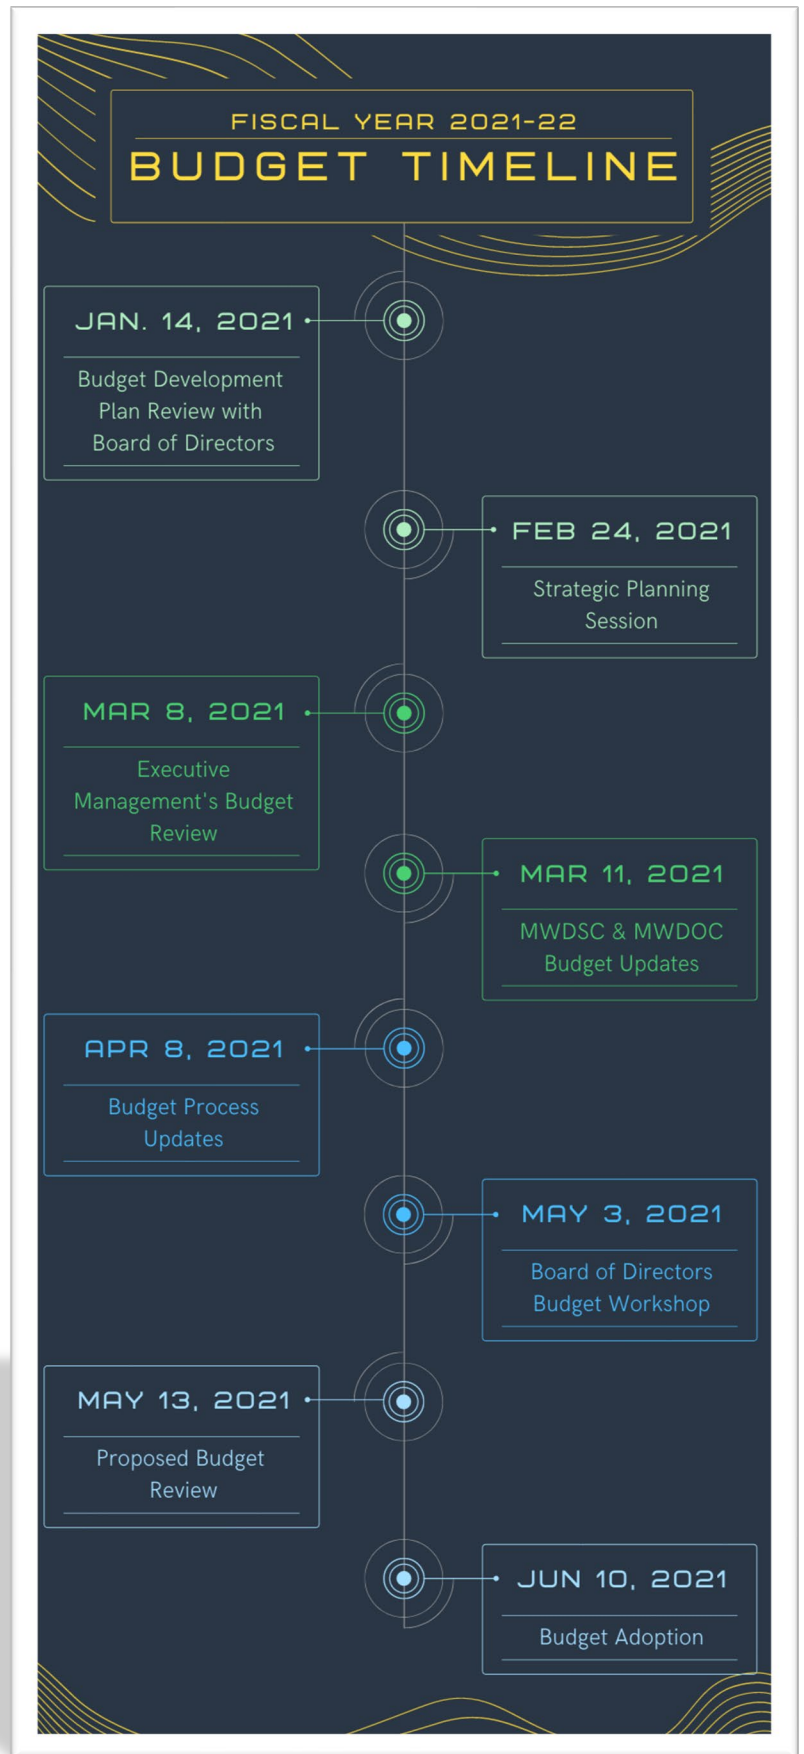 FISCAL YEAR 2021-22
BUDGET TIMELINE
JAN. 14, 2021
Budget Development
Plan Review with
Board of Directors
FEB 24, 2021
Strategic Planning
Session
MAR 8, 2021
Executive
Management's Budget
Review
MAR 11, 2021
MWDSC & MWDOC
Budget Updates
APR 8, 2021
Budget Process
Updates
MAY 3, 2021
Board of Directors
Budget Workshop
MAY 13, 2021
Proposed Budget
Review
JUN 10, 2021
Budget Adoption